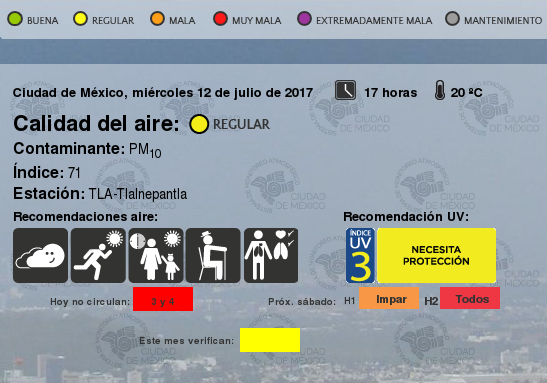 BUENA REGULAR MALA MUY MALA EXTREMADAMENTE MALA MANTENIMIENTO
Ciudad de México, miércoles 12 de julio de 2017 17 horas 20 ºC
Calidad del aire: REGULAR
Contaminante: PM10
Índice: 71
Estación: TLA-Tlalnepantla
Recomendaciones aire: Recomendación UV:
ÍNDICE
UV
3
NECESITA
PROTECCIÓN
Hoy no circulan: 3 y 4 Próx. sábado: H1 Impar H2 Todos
Este mes verifican:
MONITOREO ATMOSFÉRICO
CIUDAD
DE MÉXICO